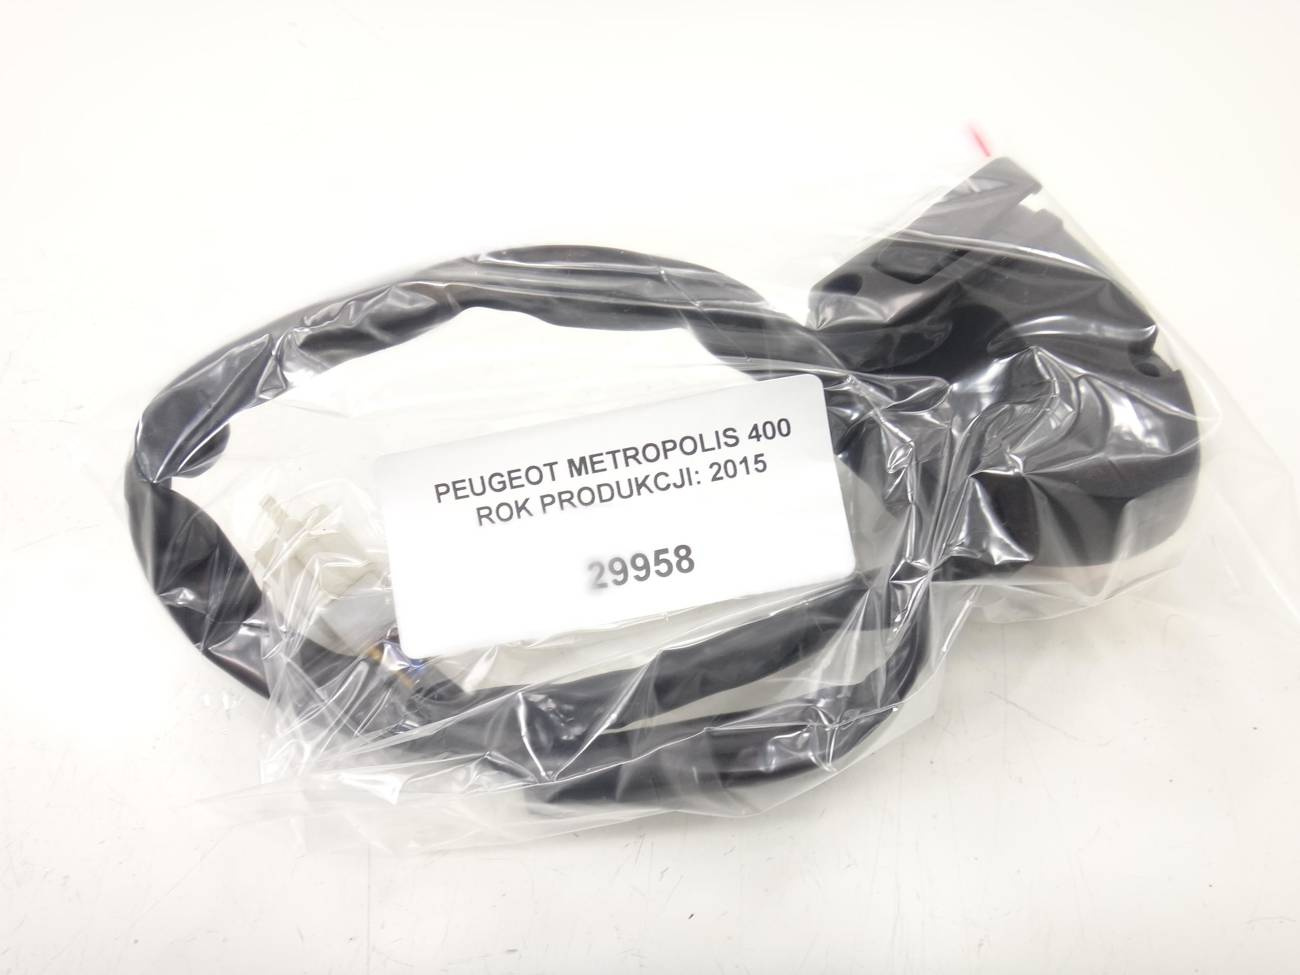 PEUGEOT METROPOLIS 400
ROK PRODUKCJI: 2015
29958